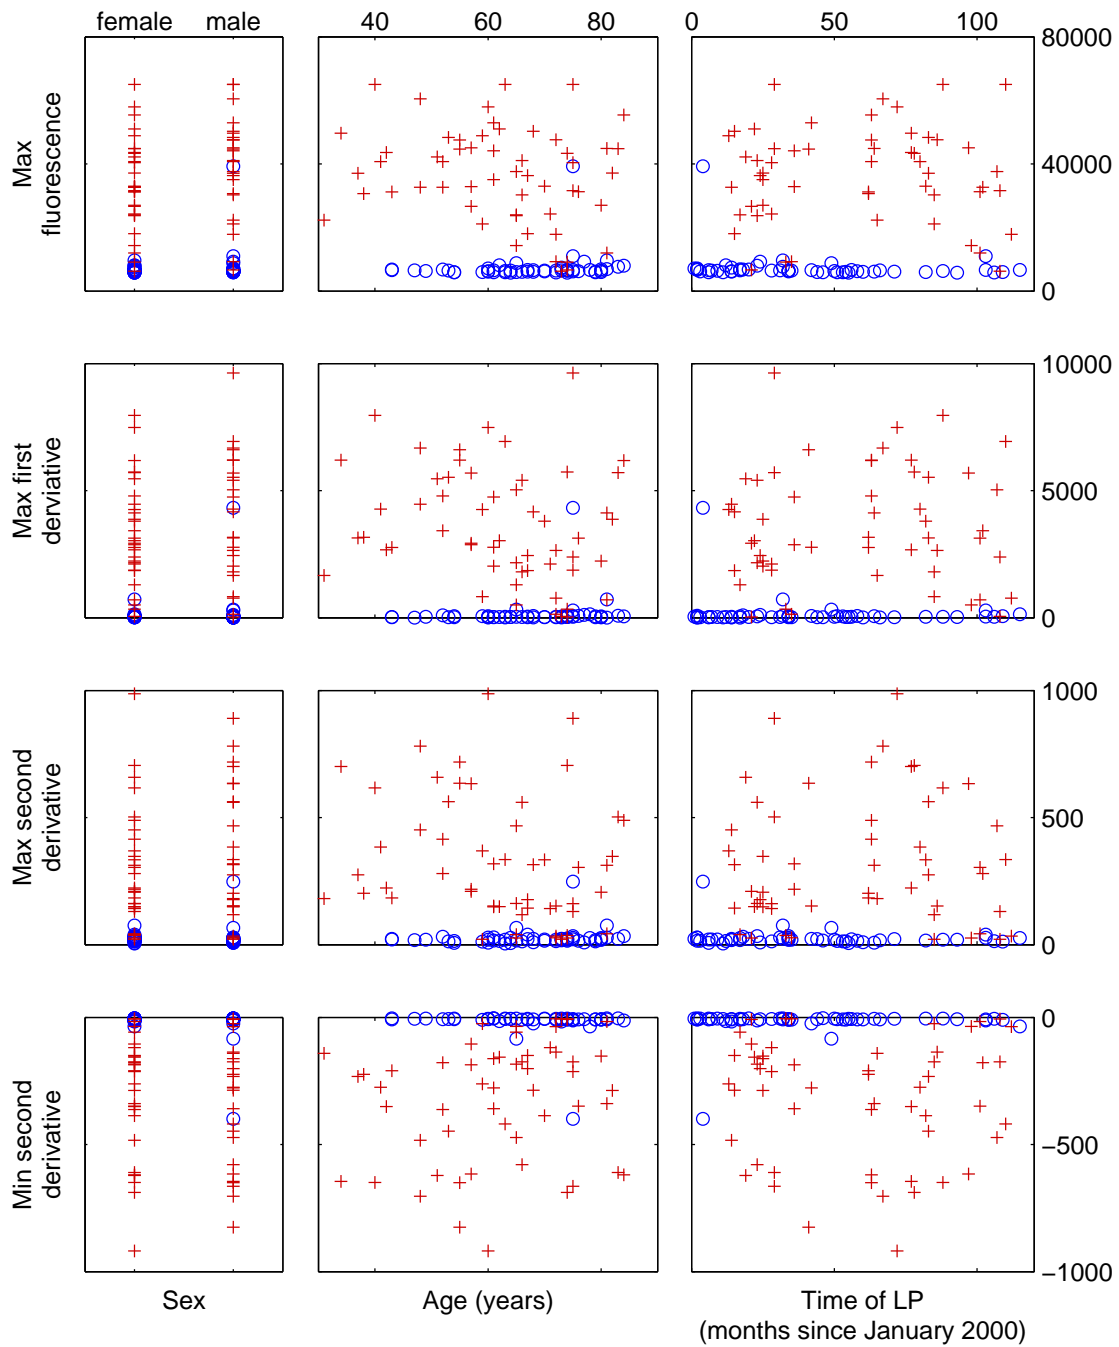 female male
40 60 80
0 50 100
Max
fluorescence
80000
40000
0
Max first
derviative
10000
5000
0
Max second
derivative
1000
500
0
Min second
derivative
0
−500
−1000
Sex
Age (years)
Time of LP
(months since January 2000)